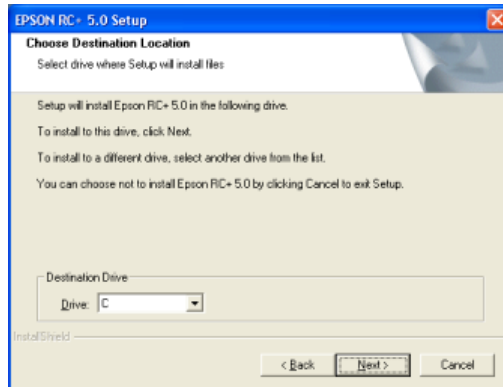 EPSON RC+ 5.0 Setup
Choose Destination Location
Select drive where Setup will install files
Setup will install Epson RC+ 5.0 in the following drive.
To install to this drive, click Next.
To install to a different drive, select another drive from the list.
You can choose not to install Epson RC+ 5.0 by clicking Cancel to exit Setup.
Destination Drive
Drive: C
InstallShield
< Back Next > Cancel